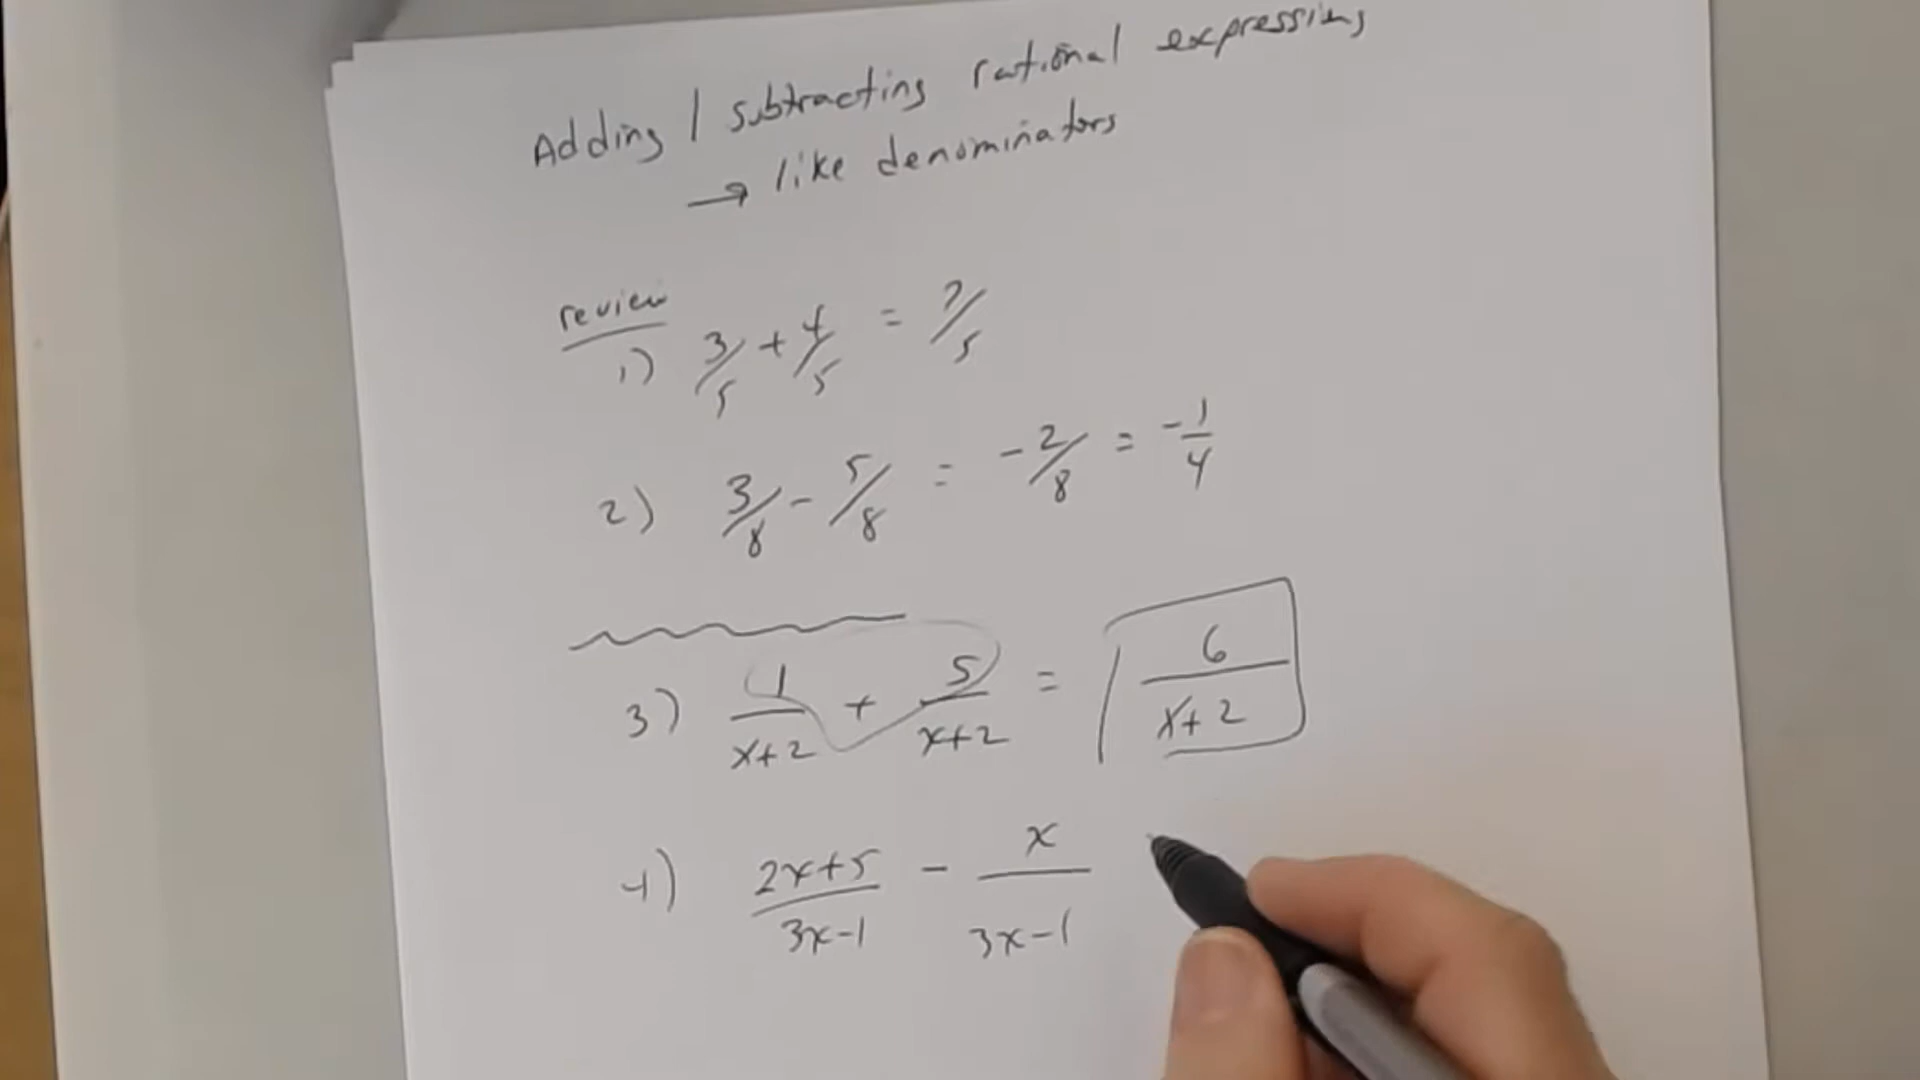 Adding / subtracting rational expressions
→ like denominators
review
1) 3/5 + 4/5 = 7/5
2) 3/8 - 5/8 = -2/8 = -1/4
3) 1/(x+2) + 5/(x+2) = 6/(x+2)
4) (2x+5)/(3x-1) - x/(3x-1)